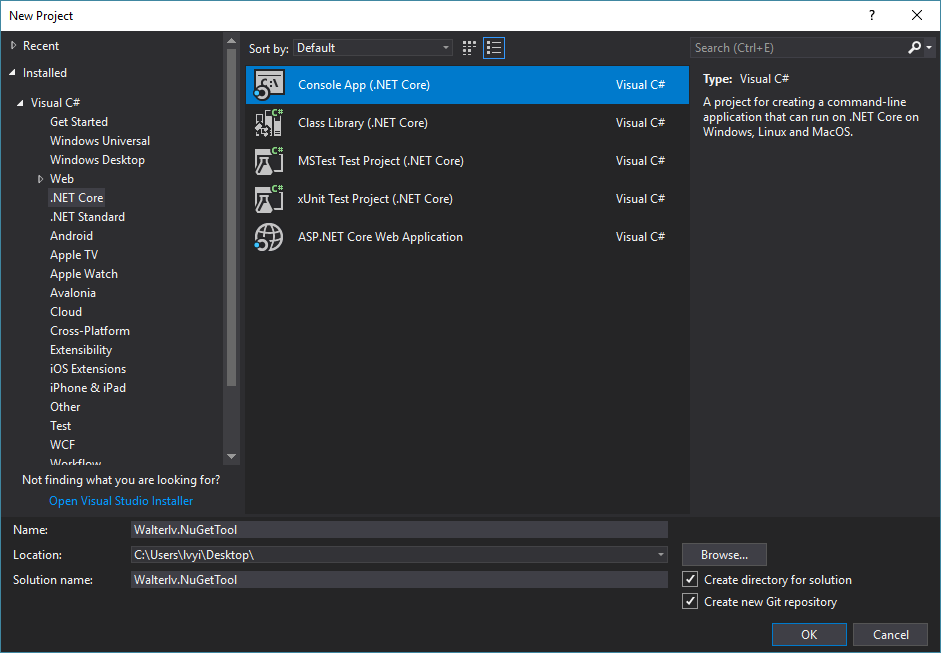 New Project
?
Recent
Installed
Visual C#
Get Started
Windows Universal
Windows Desktop
Web
.NET Core
.NET Standard
Android
Apple TV
Apple Watch
Avalonia
Cloud
Cross-Platform
Extensibility
iOS Extensions
iPhone & iPad
Other
Test
WCF
Workflow
Not finding what you are looking for?
Open Visual Studio Installer
Sort by: Default
Console App (.NET Core) Visual C#
Class Library (.NET Core) Visual C#
MSTest Test Project (.NET Core) Visual C#
xUnit Test Project (.NET Core) Visual C#
ASP.NET Core Web Application Visual C#
Search (Ctrl+E)
Type: Visual C#
A project for creating a command-line
application that can run on .NET Core on
Windows, Linux and MacOS.
Name: Walterlv.NuGetTool
Location: C:\Users\lvyi\Desktop\
Browse...
Solution name: Walterlv.NuGetTool
Create directory for solution
Create new Git repository
OK Cancel